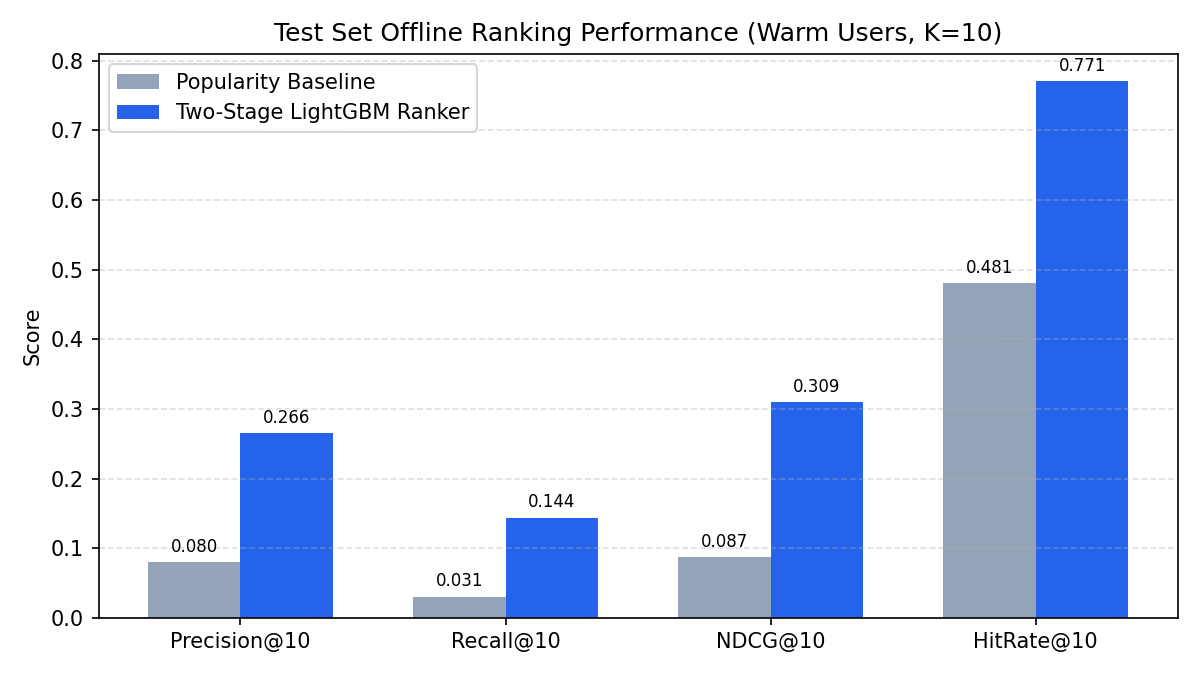 Test Set Offline Ranking Performance (Warm Users, K=10)
Popularity Baseline
Two-Stage LightGBM Ranker
Score
0.8
0.7
0.6
0.5
0.4
0.3
0.2
0.1
0.0
0.080
0.266
0.031
0.144
0.087
0.309
0.481
0.771
Precision@10
Recall@10
NDCG@10
HitRate@10